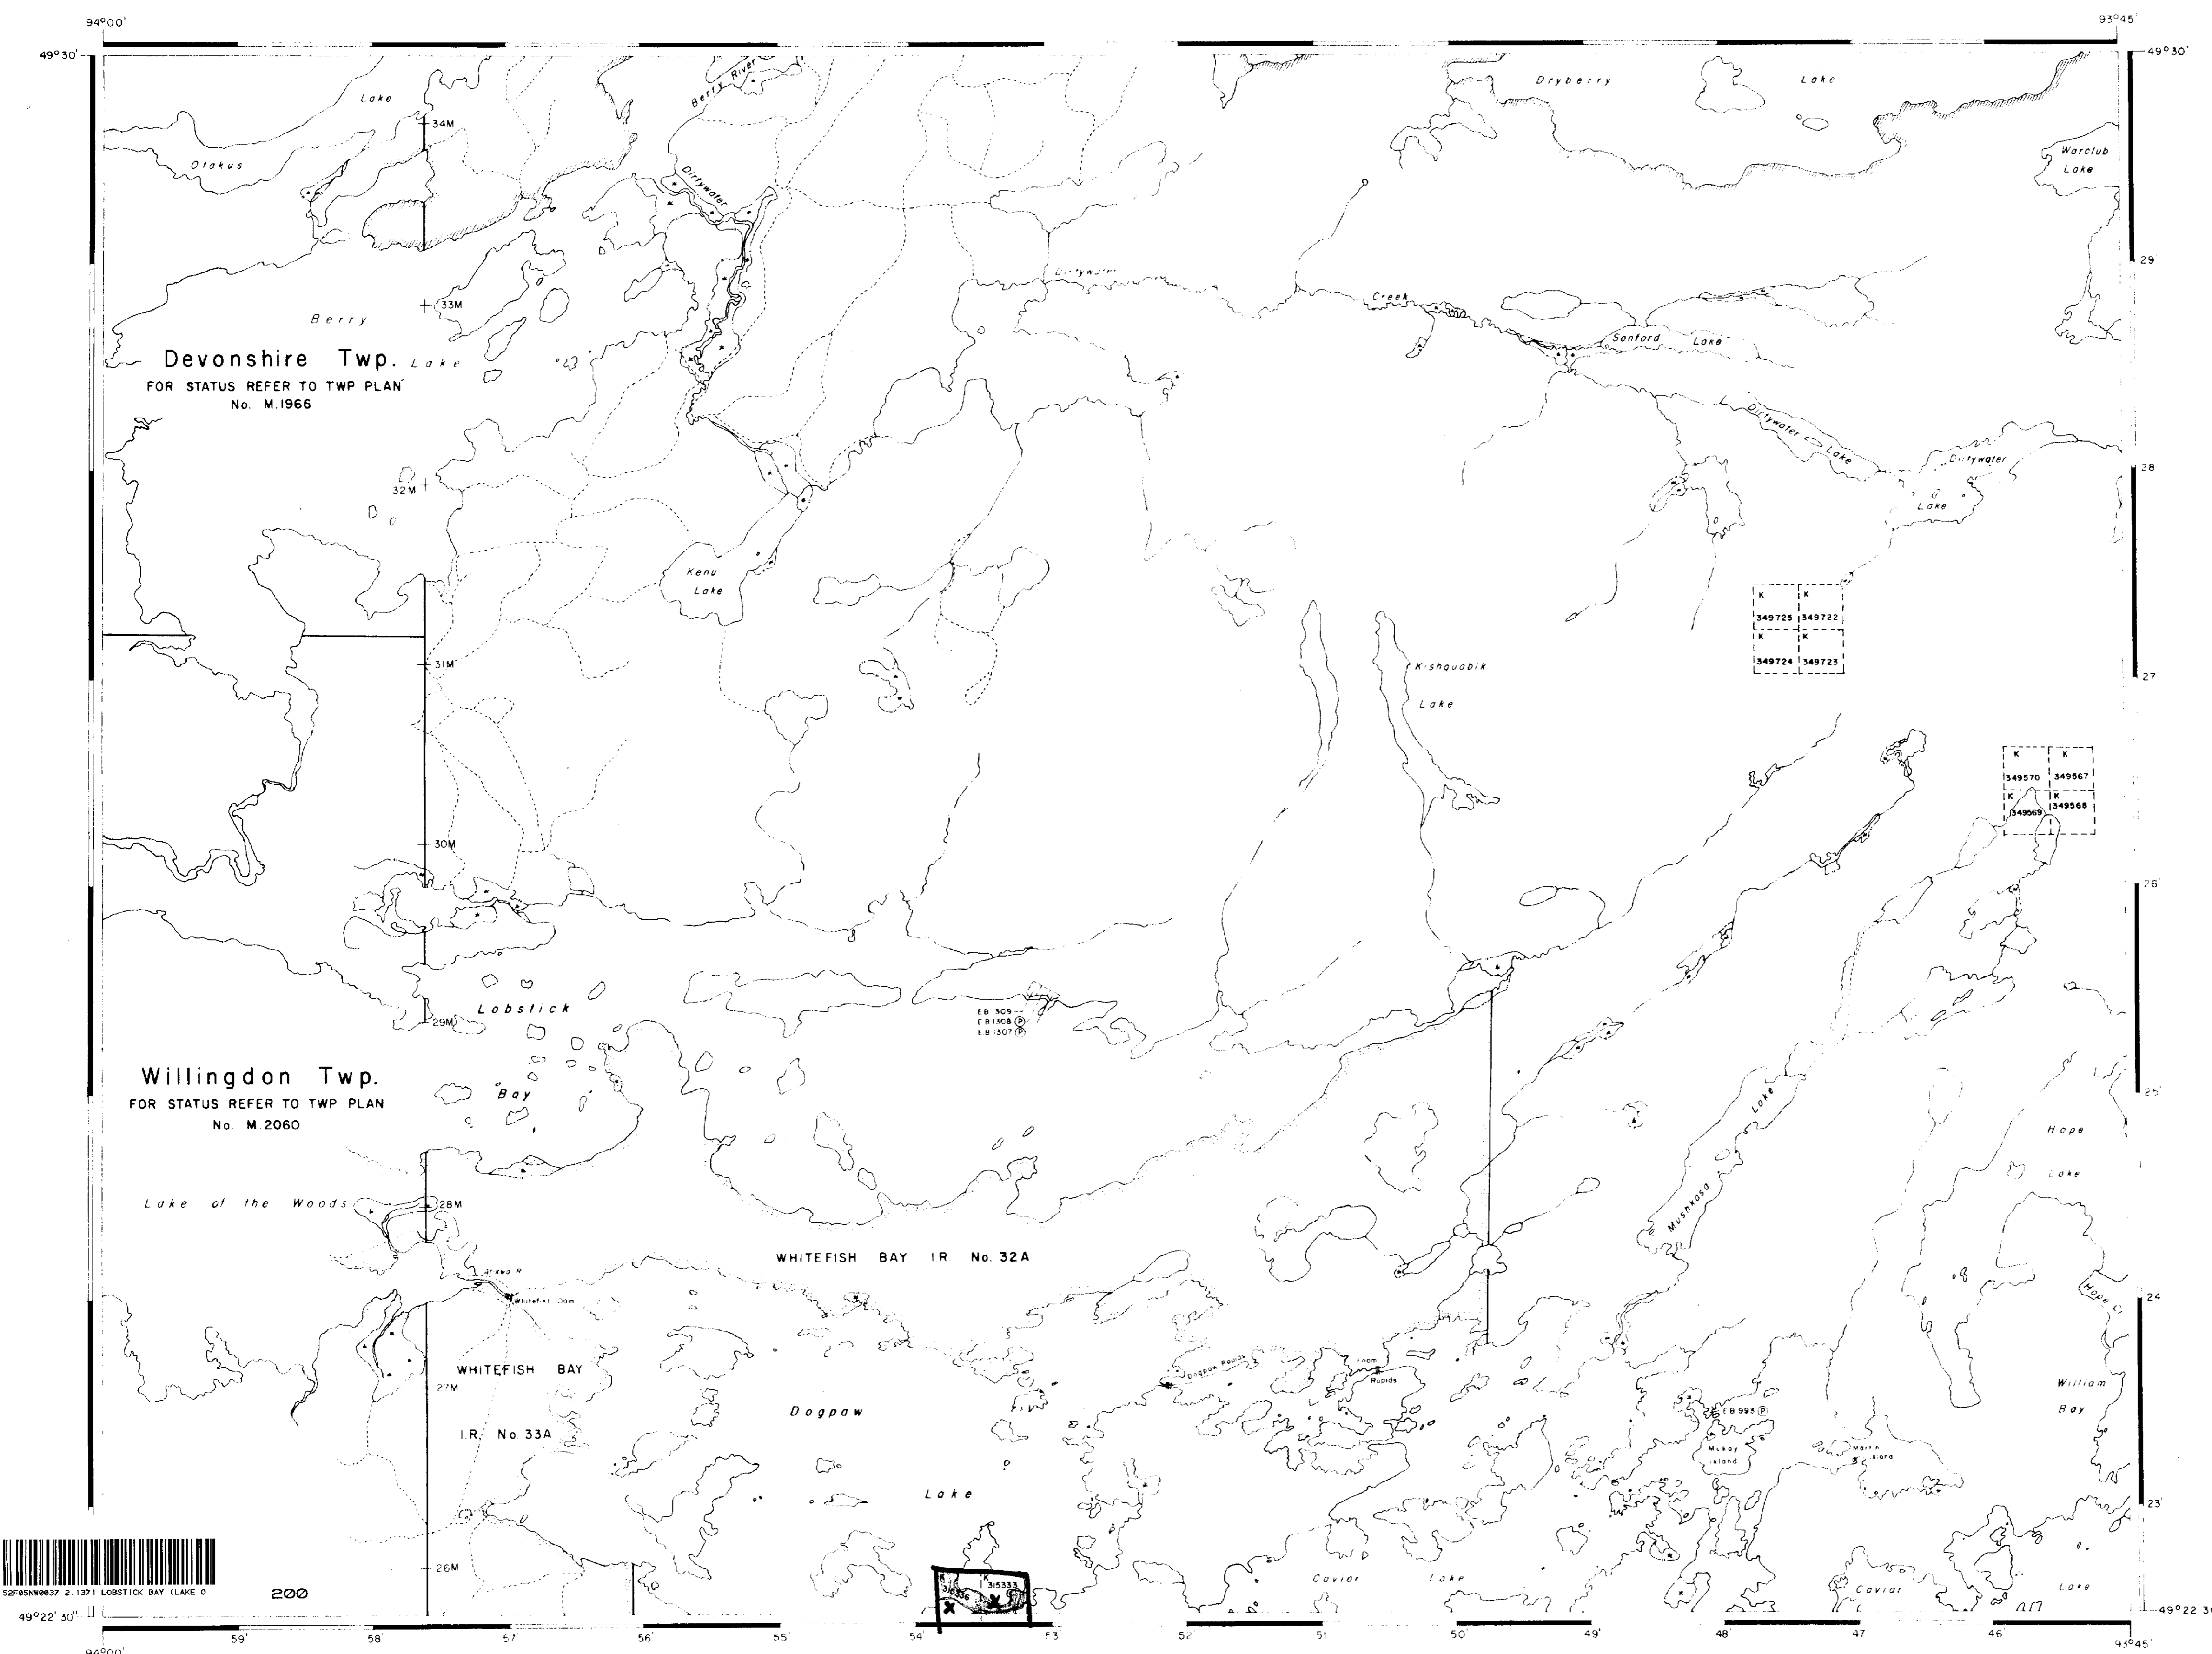 94°00'
93°45'
49°30'
49°30'
Berry River
Lake
Dryberry Lake
34M
Otakus
Warclub
Lake
Dirtywater
29'
Dirtywater
Creek
33M
Berry
Sanford Lake
Devonshire Twp.
Lake
FOR STATUS REFER TO TWP PLAN
No. M.1966
Dirtywater Lake
Dirtywater
28
32M
Lake
Kenu
Lake
K K
349725 349722
K K
349724 349723
31M
Kishquabik
27'
Lake
K K
349570 349567
K K
349569 349568
30M
26'
Lobstick
E.B.1309
E.B.1308 P
E.B.1307 P
29M
Willingdon Twp.
Bay
25'
FOR STATUS REFER TO TWP PLAN
No. M.2060
Lake
Hope
Lake
Mushkosa
Lake of the Woods
28M
WHITEFISH BAY I.R. No. 32A
Hope Cr
24
Whitefish Dam
Dogpaw Rapids
WHITEFISH BAY
Rapids
27M
William
Bay
Dogpaw
E.B.993 P
I.R. No. 33A
McKay
Island
Martin
Island
Lake
23'
26M
K K
315333
Caviar Lake
Caviar Lake
52F05NW0037 2.1371 LOBSTICK BAY (LAKE O
200
X X
49°22'30"
49°22'30
59' 58' 57' 56' 55' 54' 53' 52' 51' 50' 49' 48' 47' 46'
94°00'
93°45'